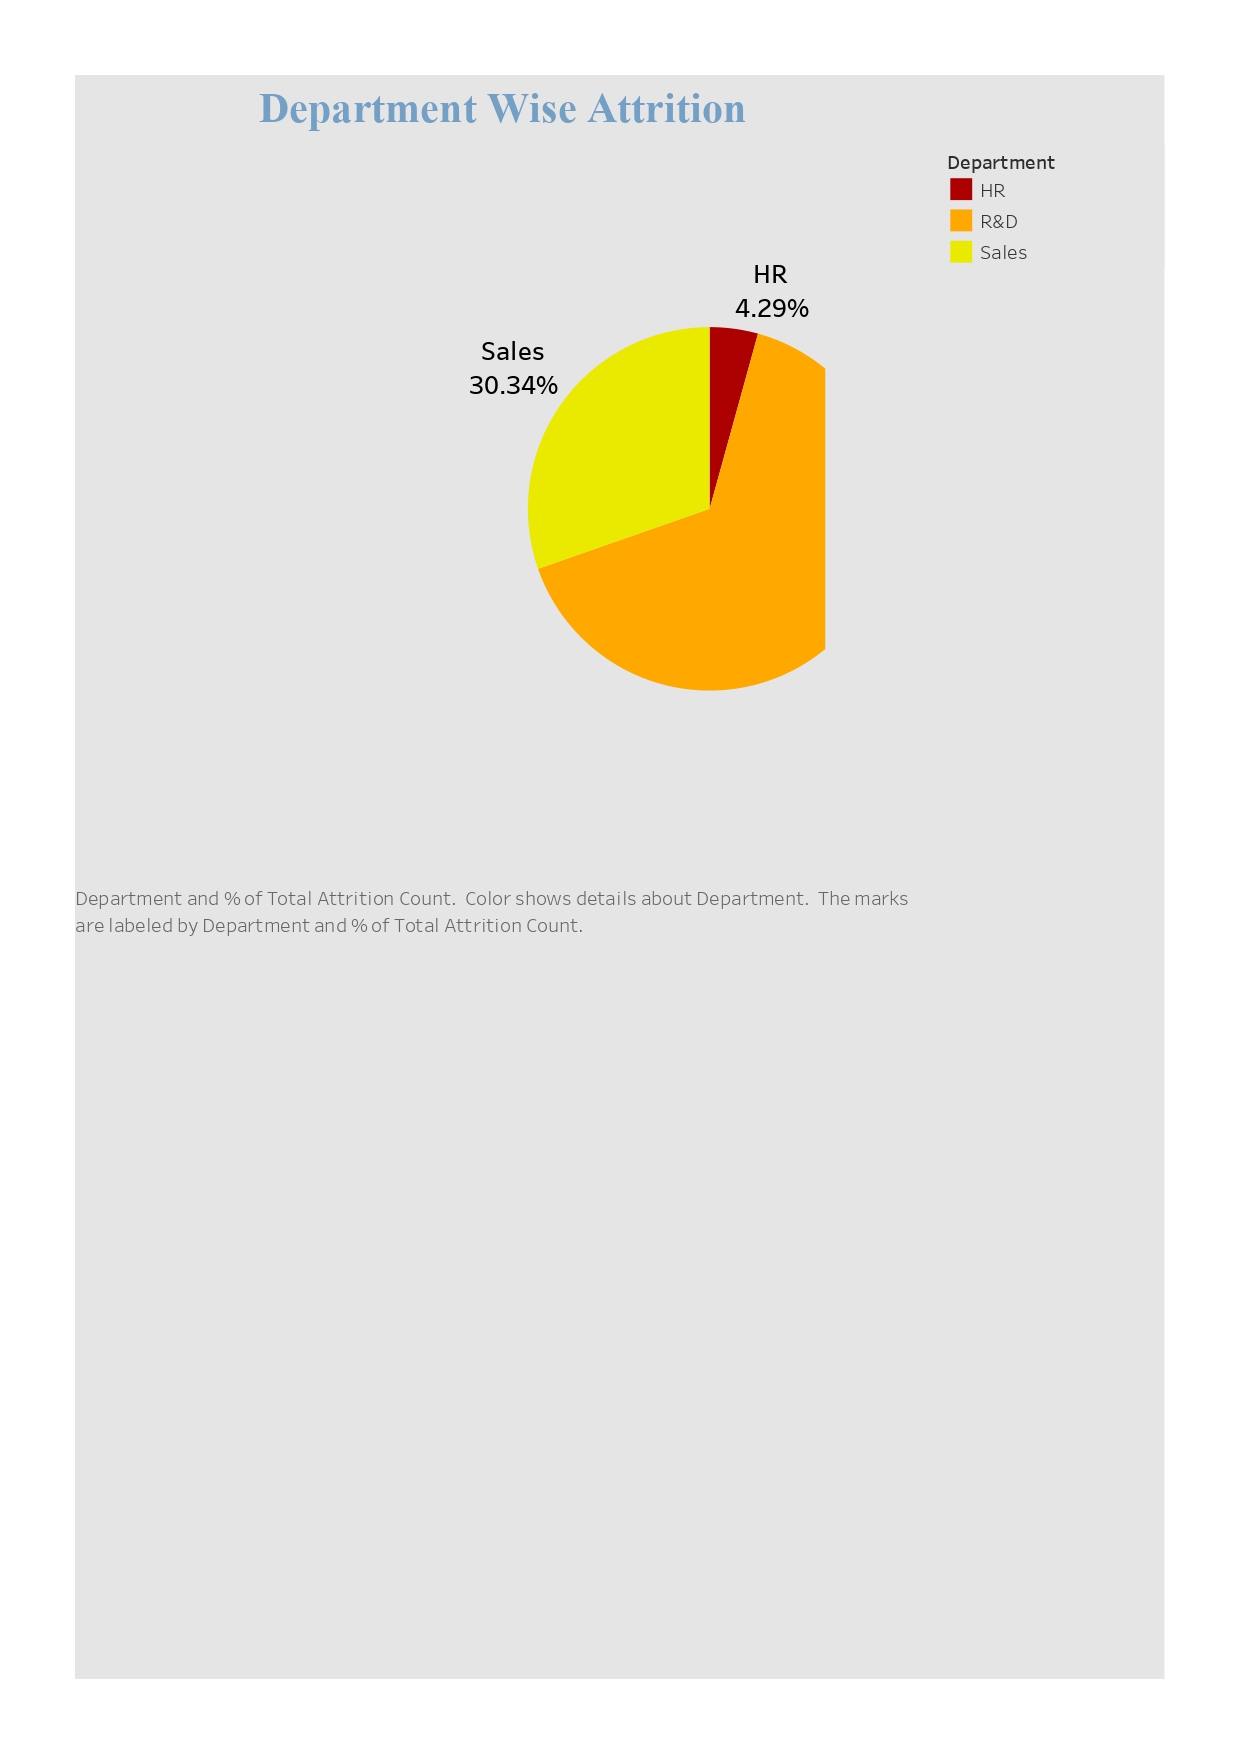 Department Wise Attrition
Department
HR
R&D
Sales
HR
4.29%
Sales
30.34%
Department and % of Total Attrition Count.  Color shows details about Department.  The marks
are labeled by Department and % of Total Attrition Count.